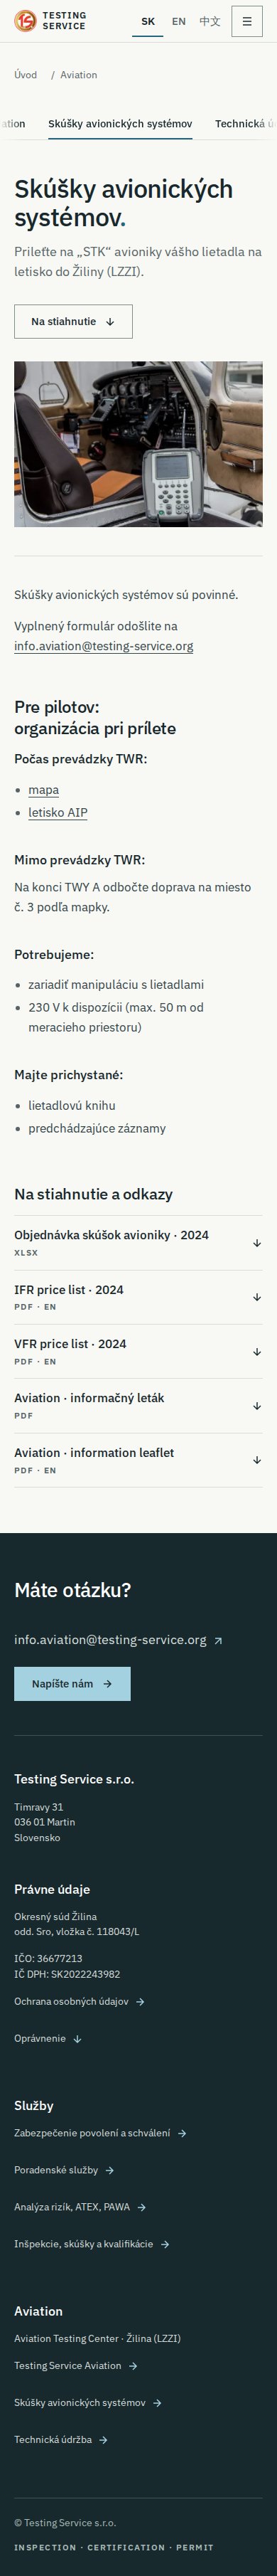 TESTING
SERVICE
SK EN 中文
Úvod / Aviation
Skúšky avionických systémov Technická
Skúšky avionických
systémov.
Prileťte na „STK“ avioniky vášho lietadla na
letisko do Žiliny (LZZI).
Na stiahnutie ↓
Skúšky avionických systémov sú povinné.
Vyplnený formulár odošlite na
info.aviation@testing-service.org
Pre pilotov:
organizácia pri prílete
Počas prevádzky TWR:
• mapa
• letisko AIP
Mimo prevádzky TWR:
Na konci TWY A odbočte doprava na miesto
č. 3 podľa mapky.
Potrebujeme:
• zariadiť manipuláciu s lietadlami
• 230 V k dispozícii (max. 50 m od
meracieho priestoru)
Majte prichystané:
• lietadlovú knihu
• predchádzajúce záznamy
Na stiahnutie a odkazy
Objednávka skúšok avioniky · 2024 ↓
XLSX
IFR price list · 2024 ↓
PDF · EN
VFR price list · 2024 ↓
PDF · EN
Aviation · informačný leták ↓
PDF
Aviation · information leaflet ↓
PDF · EN
Máte otázku?
info.aviation@testing-service.org ↗
Napíšte nám →
Testing Service s.r.o.
Timravy 31
036 01 Martin
Slovensko
Právne údaje
Okresný súd Žilina
odd. Sro, vložka č. 118043/L
IČO: 36677213
IČ DPH: SK2022243982
Ochrana osobných údajov →
Oprávnenie ↓
Služby
Zabezpečenie povolení a schválení →
Poradenské služby →
Analýza rizík, ATEX, PAWA →
Inšpekcie, skúšky a kvalifikácie →
Aviation
Aviation Testing Center · Žilina (LZZI)
Testing Service Aviation →
Skúšky avionických systémov →
Technická údržba →
© Testing Service s.r.o.
INSPECTION · CERTIFICATION · PERMIT